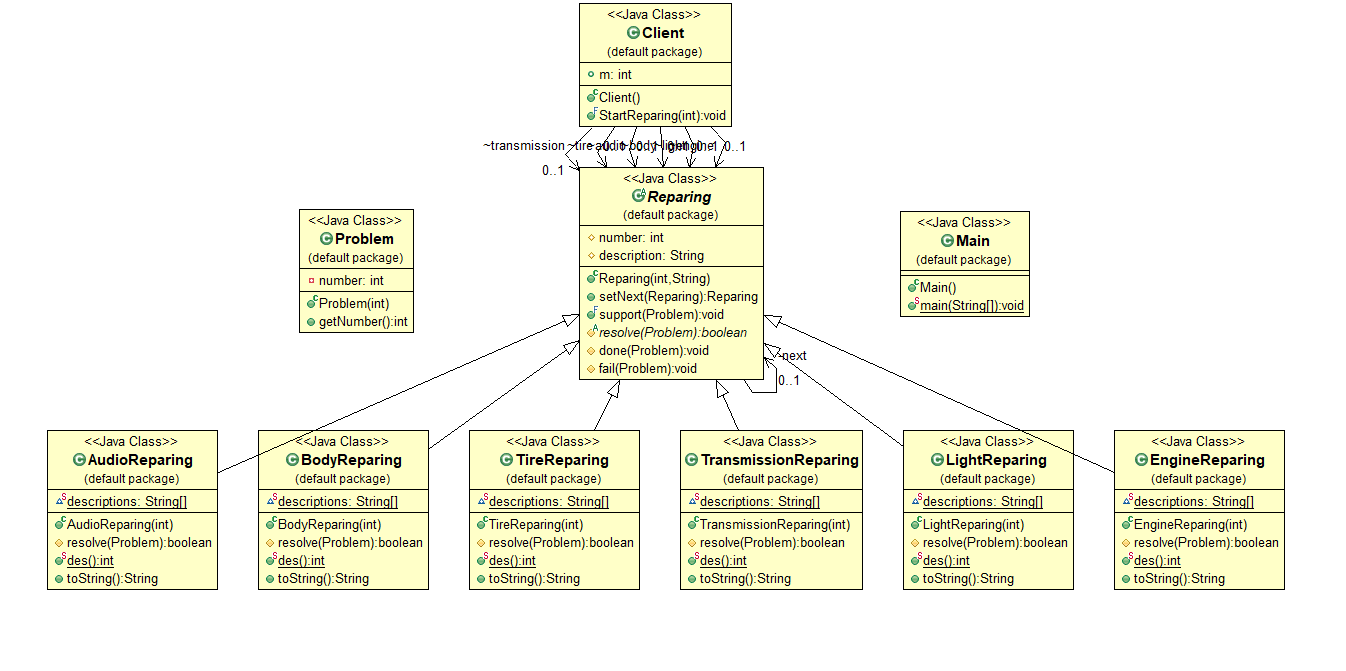 <<Java Class>>
Client
(default package)
m: int
Client()
StartReparing(int):void
~transmission ~tire ~audio ~body ~light ~engine
0..1 0..1 0..1 0..1 0..1
0..1
<<Java Class>>
Reparing
(default package)
number: int
description: String
Reparing(int,String)
setNext(Reparing):Reparing
support(Problem):void
resolve(Problem):boolean
done(Problem):void
fail(Problem):void
~next
0..1
<<Java Class>>
Problem
(default package)
number: int
Problem(int)
getNumber():int
<<Java Class>>
Main
(default package)
Main()
main(String[]):void
<<Java Class>>
AudioReparing
(default package)
descriptions: String[]
AudioReparing(int)
resolve(Problem):boolean
des():int
toString():String
<<Java Class>>
BodyReparing
(default package)
descriptions: String[]
BodyReparing(int)
resolve(Problem):boolean
des():int
toString():String
<<Java Class>>
TireReparing
(default package)
descriptions: String[]
TireReparing(int)
resolve(Problem):boolean
des():int
toString():String
<<Java Class>>
TransmissionReparing
(default package)
descriptions: String[]
TransmissionReparing(int)
resolve(Problem):boolean
des():int
toString():String
<<Java Class>>
LightReparing
(default package)
descriptions: String[]
LightReparing(int)
resolve(Problem):boolean
des():int
toString():String
<<Java Class>>
EngineReparing
(default package)
descriptions: String[]
EngineReparing(int)
resolve(Problem):boolean
des():int
toString():String